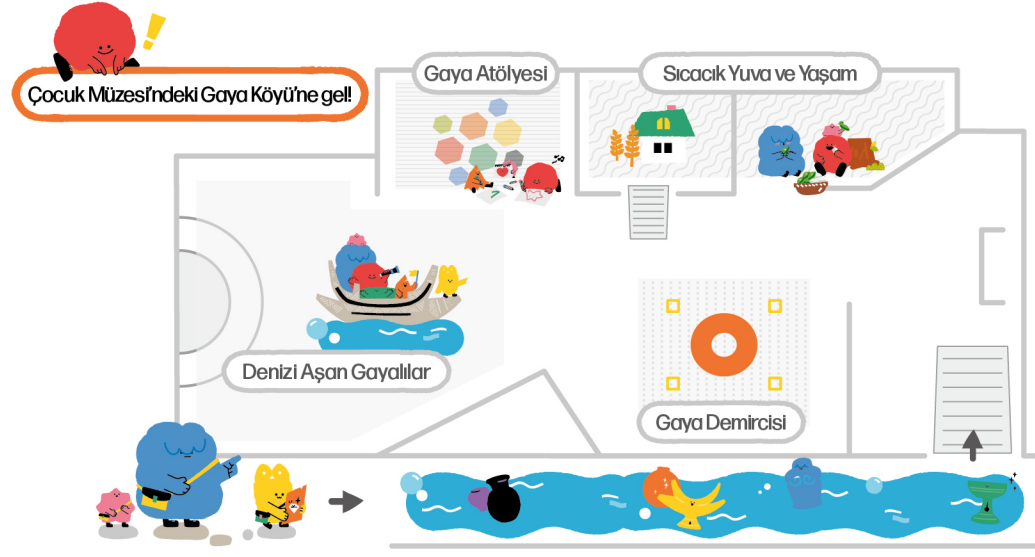 Çocuk Müzesi'ndeki Gaya Köyü'ne gel!
Gaya Atölyesi
Sıcacık Yuva ve Yaşam
Denizi Aşan Gayalılar
Gaya Demircisi